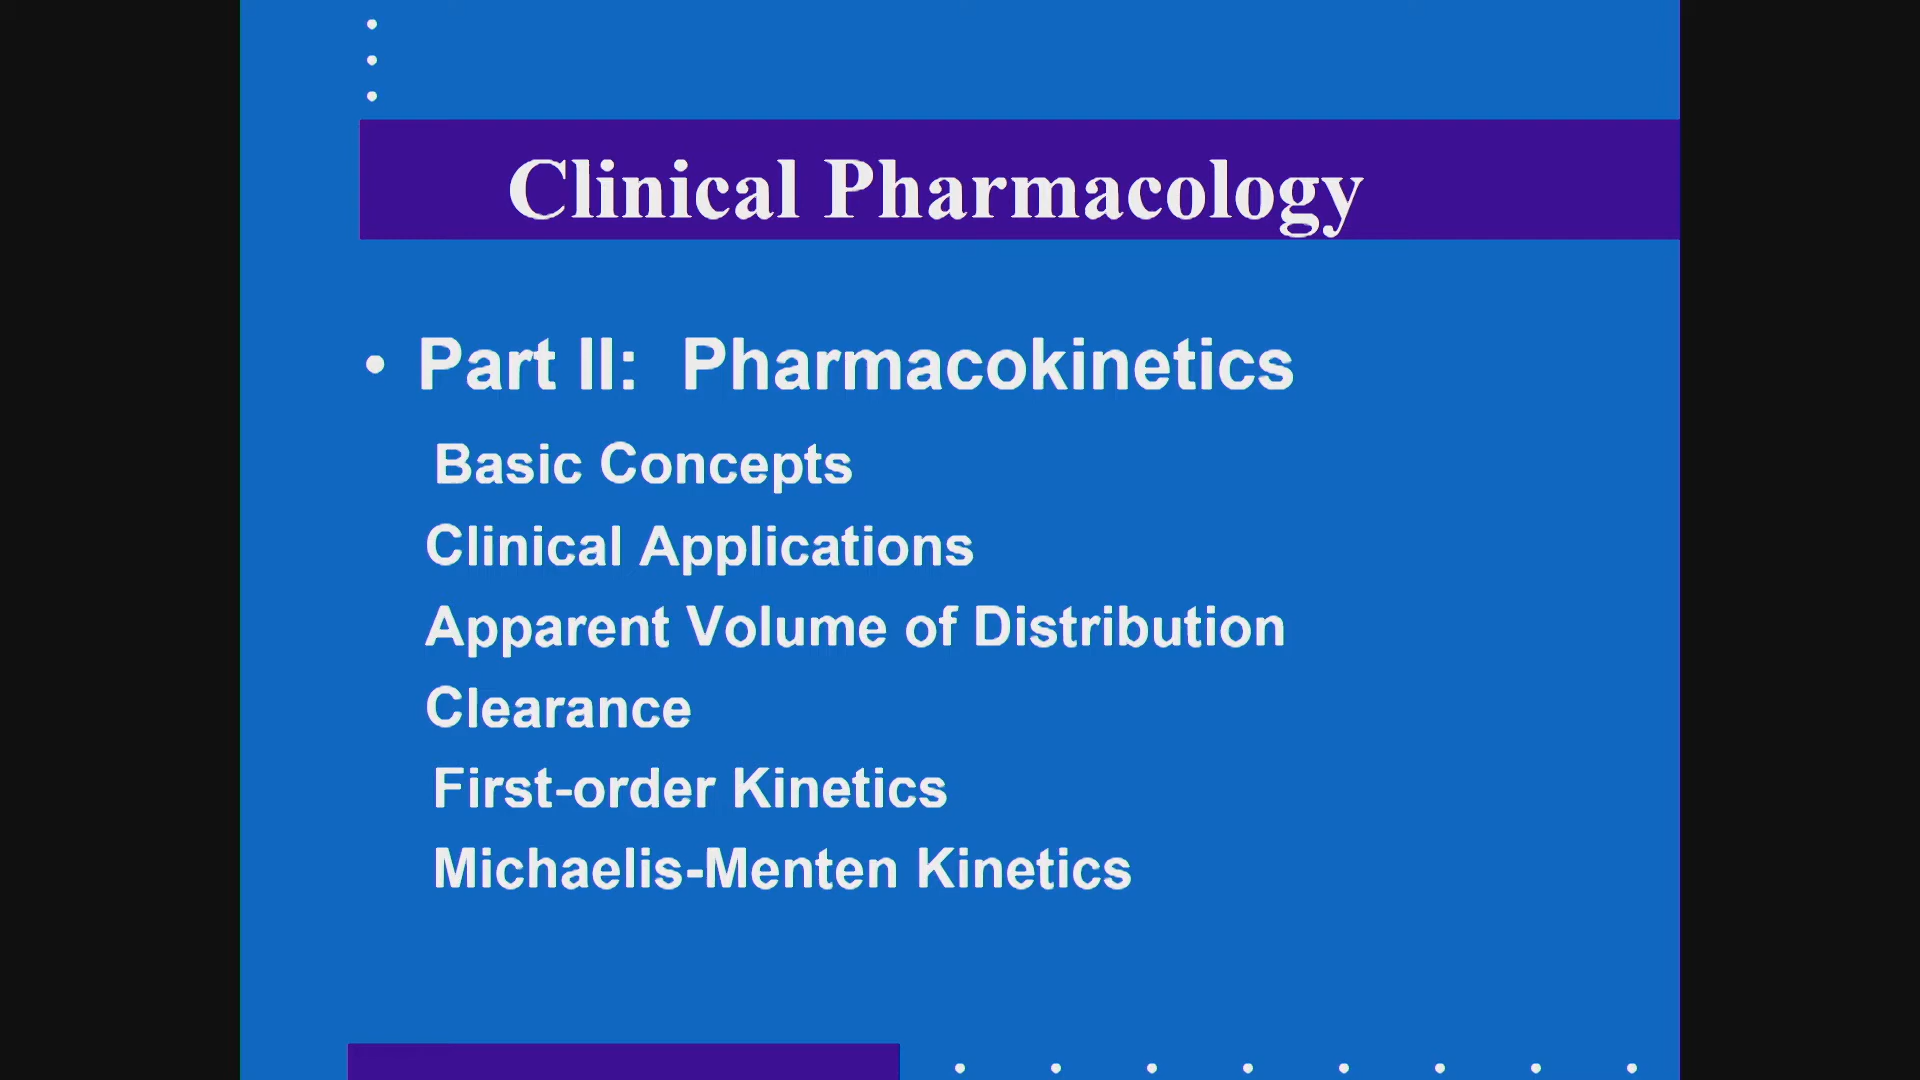 Clinical Pharmacology
• Part II: Pharmacokinetics
Basic Concepts
Clinical Applications
Apparent Volume of Distribution
Clearance
First-order Kinetics
Michaelis-Menten Kinetics